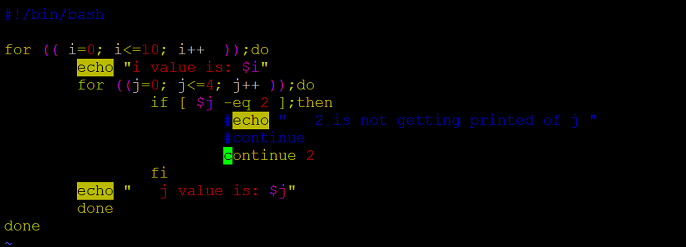 #!/bin/bash

for (( i=0; i<=10; i++  ));do
        echo "i value is: $i"
        for ((j=0; j<=4; j++ ));do
                if [ $j -eq 2 ];then
                        #echo "   2 is not getting printed of j "
                        #continue
                        continue 2
                fi
        echo "   j value is: $j"
        done
done
~